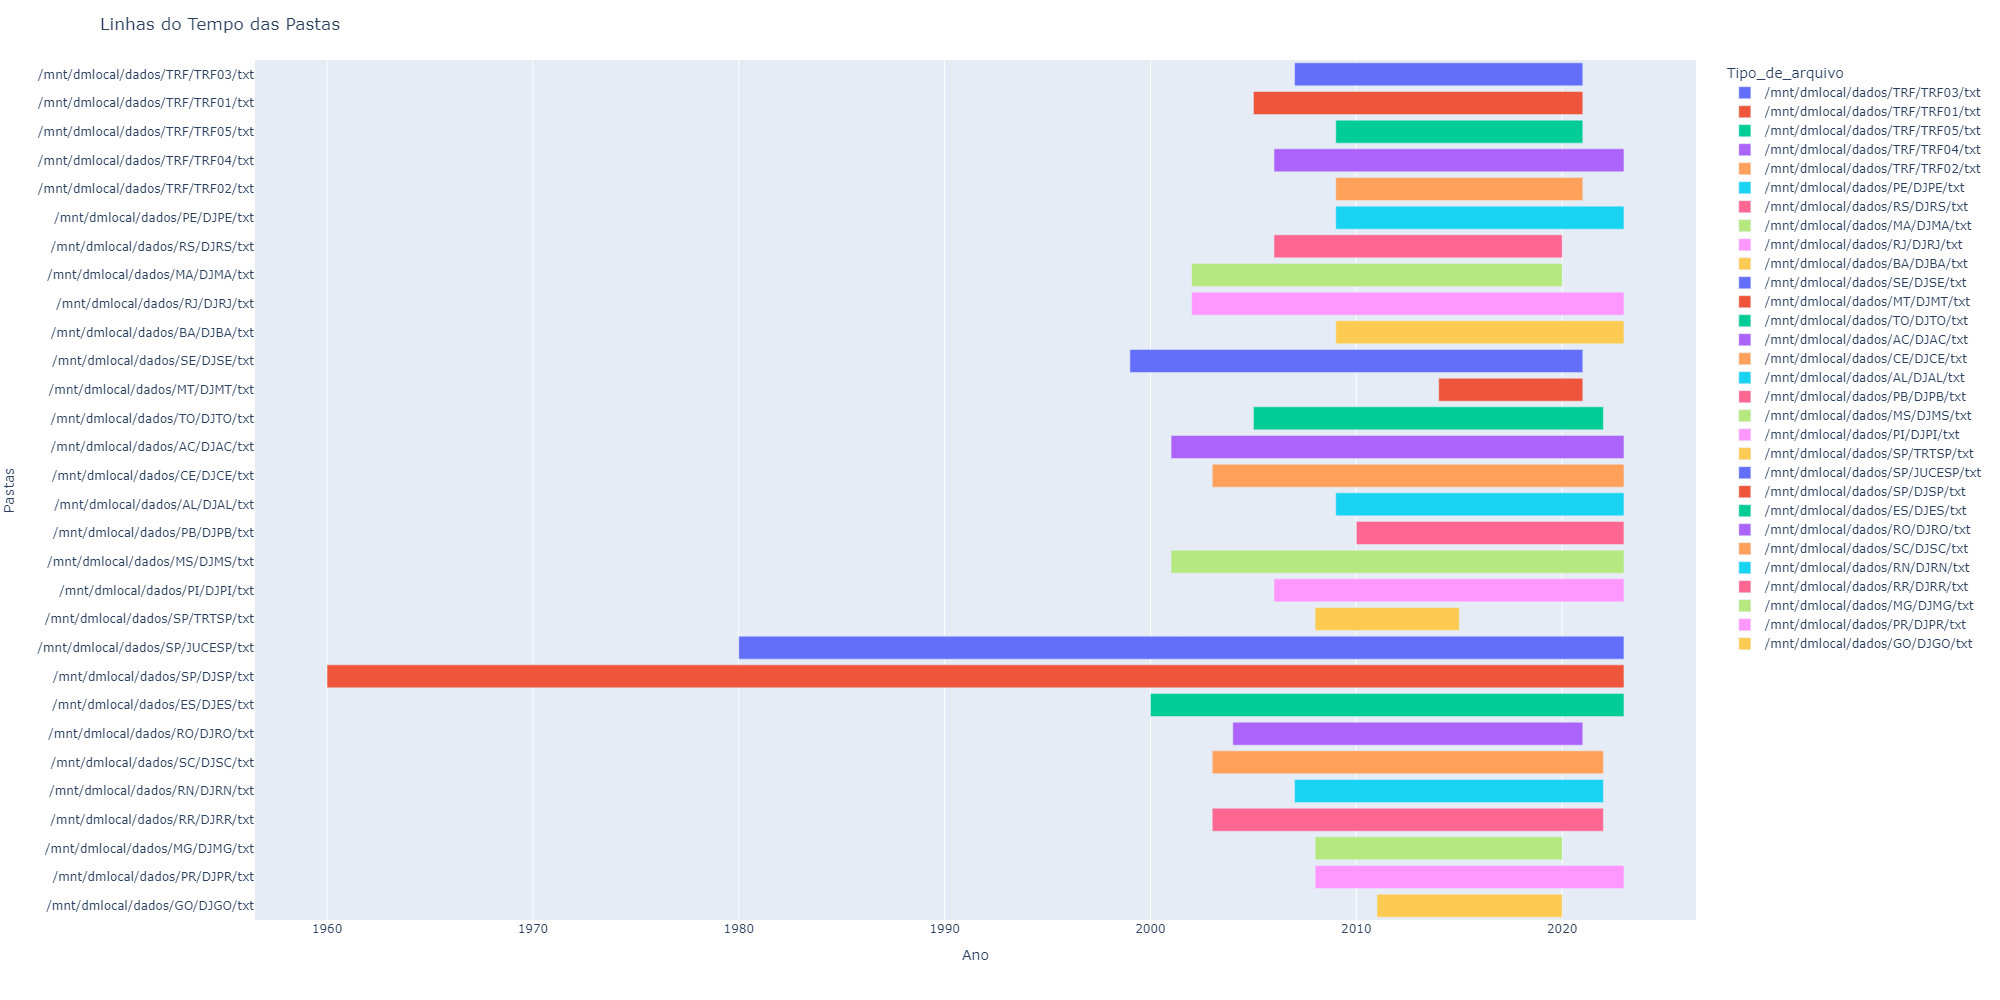 Linhas do Tempo das Pastas
/mnt/dmlocal/dados/TRF/TRF03/txt
/mnt/dmlocal/dados/TRF/TRF01/txt
/mnt/dmlocal/dados/TRF/TRF05/txt
/mnt/dmlocal/dados/TRF/TRF04/txt
/mnt/dmlocal/dados/TRF/TRF02/txt
/mnt/dmlocal/dados/PE/DJPE/txt
/mnt/dmlocal/dados/RS/DJRS/txt
/mnt/dmlocal/dados/MA/DJMA/txt
/mnt/dmlocal/dados/RJ/DJRJ/txt
/mnt/dmlocal/dados/BA/DJBA/txt
/mnt/dmlocal/dados/SE/DJSE/txt
/mnt/dmlocal/dados/MT/DJMT/txt
/mnt/dmlocal/dados/TO/DJTO/txt
/mnt/dmlocal/dados/AC/DJAC/txt
/mnt/dmlocal/dados/CE/DJCE/txt
/mnt/dmlocal/dados/AL/DJAL/txt
/mnt/dmlocal/dados/PB/DJPB/txt
/mnt/dmlocal/dados/MS/DJMS/txt
/mnt/dmlocal/dados/PI/DJPI/txt
/mnt/dmlocal/dados/SP/TRTSP/txt
/mnt/dmlocal/dados/SP/JUCESP/txt
/mnt/dmlocal/dados/SP/DJSP/txt
/mnt/dmlocal/dados/ES/DJES/txt
/mnt/dmlocal/dados/RO/DJRO/txt
/mnt/dmlocal/dados/SC/DJSC/txt
/mnt/dmlocal/dados/RN/DJRN/txt
/mnt/dmlocal/dados/RR/DJRR/txt
/mnt/dmlocal/dados/MG/DJMG/txt
/mnt/dmlocal/dados/PR/DJPR/txt
/mnt/dmlocal/dados/GO/DJGO/txt
Pastas
1960 1970 1980 1990 2000 2010 2020
Ano
Tipo_de_arquivo
/mnt/dmlocal/dados/TRF/TRF03/txt
/mnt/dmlocal/dados/TRF/TRF01/txt
/mnt/dmlocal/dados/TRF/TRF05/txt
/mnt/dmlocal/dados/TRF/TRF04/txt
/mnt/dmlocal/dados/TRF/TRF02/txt
/mnt/dmlocal/dados/PE/DJPE/txt
/mnt/dmlocal/dados/RS/DJRS/txt
/mnt/dmlocal/dados/MA/DJMA/txt
/mnt/dmlocal/dados/RJ/DJRJ/txt
/mnt/dmlocal/dados/BA/DJBA/txt
/mnt/dmlocal/dados/SE/DJSE/txt
/mnt/dmlocal/dados/MT/DJMT/txt
/mnt/dmlocal/dados/TO/DJTO/txt
/mnt/dmlocal/dados/AC/DJAC/txt
/mnt/dmlocal/dados/CE/DJCE/txt
/mnt/dmlocal/dados/AL/DJAL/txt
/mnt/dmlocal/dados/PB/DJPB/txt
/mnt/dmlocal/dados/MS/DJMS/txt
/mnt/dmlocal/dados/PI/DJPI/txt
/mnt/dmlocal/dados/SP/TRTSP/txt
/mnt/dmlocal/dados/SP/JUCESP/txt
/mnt/dmlocal/dados/SP/DJSP/txt
/mnt/dmlocal/dados/ES/DJES/txt
/mnt/dmlocal/dados/RO/DJRO/txt
/mnt/dmlocal/dados/SC/DJSC/txt
/mnt/dmlocal/dados/RN/DJRN/txt
/mnt/dmlocal/dados/RR/DJRR/txt
/mnt/dmlocal/dados/MG/DJMG/txt
/mnt/dmlocal/dados/PR/DJPR/txt
/mnt/dmlocal/dados/GO/DJGO/txt